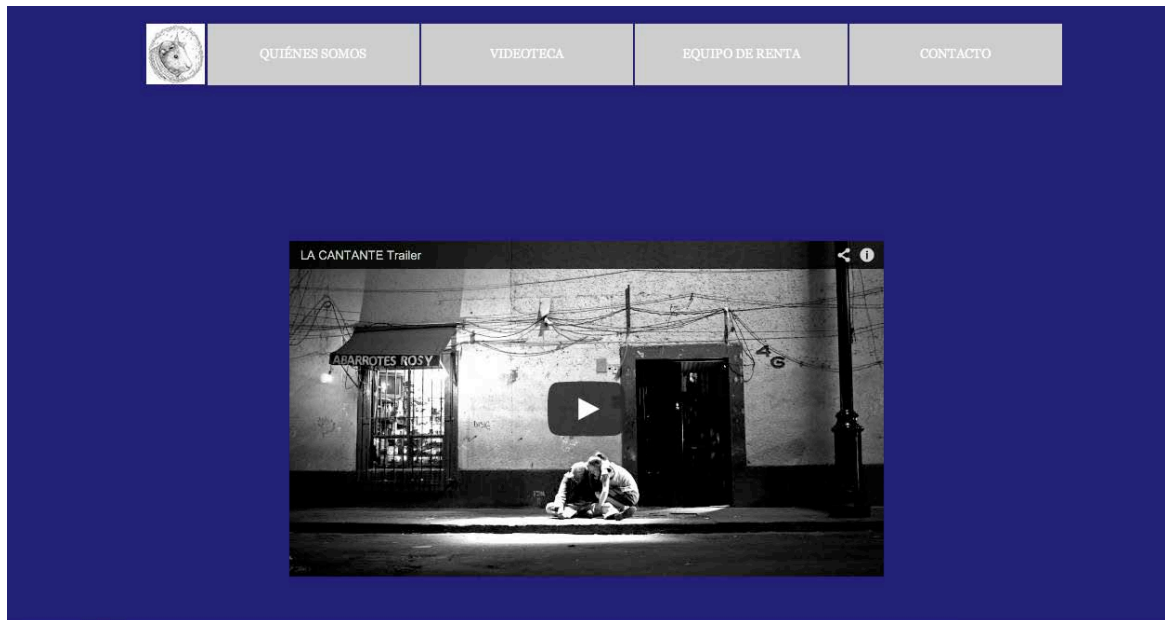 QUIÉNES SOMOS
VIDEOTECA
EQUIPO DE RENTA
CONTACTO
LA CANTANTE Trailer
ABARROTES ROSY
4G